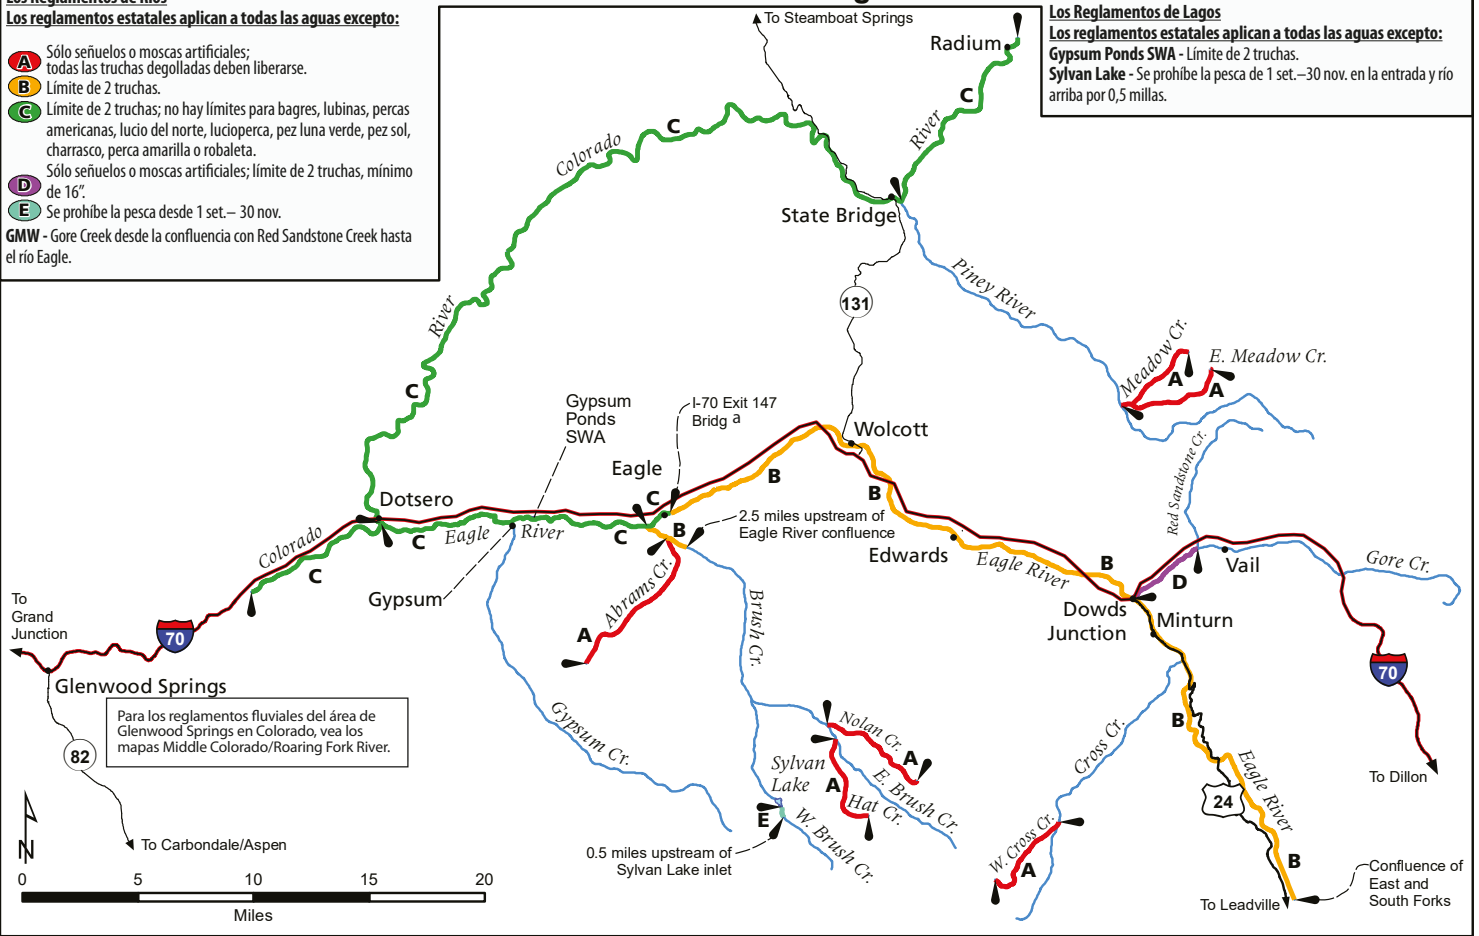 Los reglamentos estatales aplican a todas las aguas excepto:
A Sólo señuelos o moscas artificiales;
todas las truchas degolladas deben liberarse.
B Límite de 2 truchas.
C Límite de 2 truchas; no hay límites para bagres, lubinas, percas
americanas, lucio del norte, lucioperca, pez luna verde, pez sol,
charrasco, perca amarilla o robaleta.
D Sólo señuelos o moscas artificiales; límite de 2 truchas, mínimo
de 16".
E Se prohíbe la pesca desde 1 set.– 30 nov.
GMW - Gore Creek desde la confluencia con Red Sandstone Creek hasta
el río Eagle.
Los Reglamentos de Lagos
Los reglamentos estatales aplican a todas las aguas excepto:
Gypsum Ponds SWA - Límite de 2 truchas.
Sylvan Lake - Se prohíbe la pesca de 1 set.–30 nov. en la entrada y río
arriba por 0,5 millas.
To Steamboat Springs
Radium
C
River
C
Colorado
State Bridge
Piney River
131
River
C
Meadow Cr.
E. Meadow Cr.
A
A
Gypsum
Ponds
SWA
I-70 Exit 147
Bridg a
Wolcott
Eagle
B
B
Red Sandstone Cr.
Dotsero
C
C
Eagle
River
C
B
2.5 miles upstream of
Eagle River confluence
Edwards
Eagle River
B
Vail
Gore Cr.
D
Colorado
C
Gypsum
Abrams Cr.
A
Brush Cr.
Dowds
Junction
Minturn
To
Grand
Junction
70
70
Glenwood Springs
Para los reglamentos fluviales del área de
Glenwood Springs en Colorado, vea los
mapas Middle Colorado/Roaring Fork River.
82
Gypsum Cr.
Nolan Cr.
A
Sylvan
Lake
A
Hat Cr.
E. Brush Cr.
E
W. Brush Cr.
0.5 miles upstream of
Sylvan Lake inlet
Cross Cr.
B
Eagle River
24
To Dillon
W. Cross Cr.
A
B
Confluence of
East and
South Forks
To Leadville
N
To Carbondale/Aspen
0 5 10 15 20
Miles